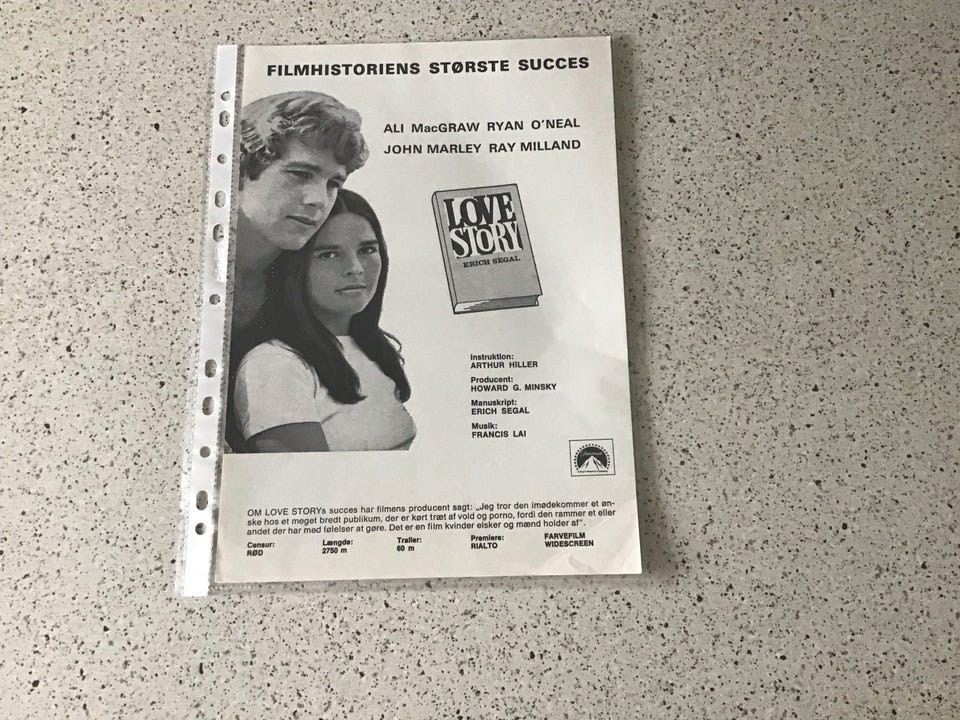 FILMHISTORIENS STØRSTE SUCCES
ALI MacGRAW RYAN O'NEAL
JOHN MARLEY RAY MILLAND
LOVE
STORY
ERICH SEGAL
Instruktion:
ARTHUR HILLER
Producent:
HOWARD G. MINSKY
Manuskript:
ERICH SEGAL
Musik:
FRANCIS LAI
Paramount
OM LOVE STORYs succes har filmens producent sagt: „Jeg tror den imødekommer et øn-
ske hos et meget bredt publikum, der er kørt træt af vold og porno, fordi den rammer et eller
andet der har med følelser at gøre. Det er en film kvinder elsker og mænd holder af".
Censur: Længde: Trailer: Premiere: FARVEFILM
RØD 2750 m 60 m RIALTO WIDESCREEN